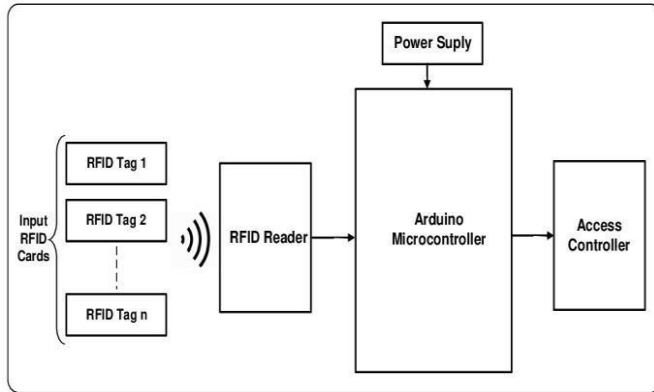 Power Suply
RFID Tag 1
Input
RFID
Cards
RFID Tag 2
RFID Tag n
RFID Reader
Arduino
Microcontroller
Access
Controller